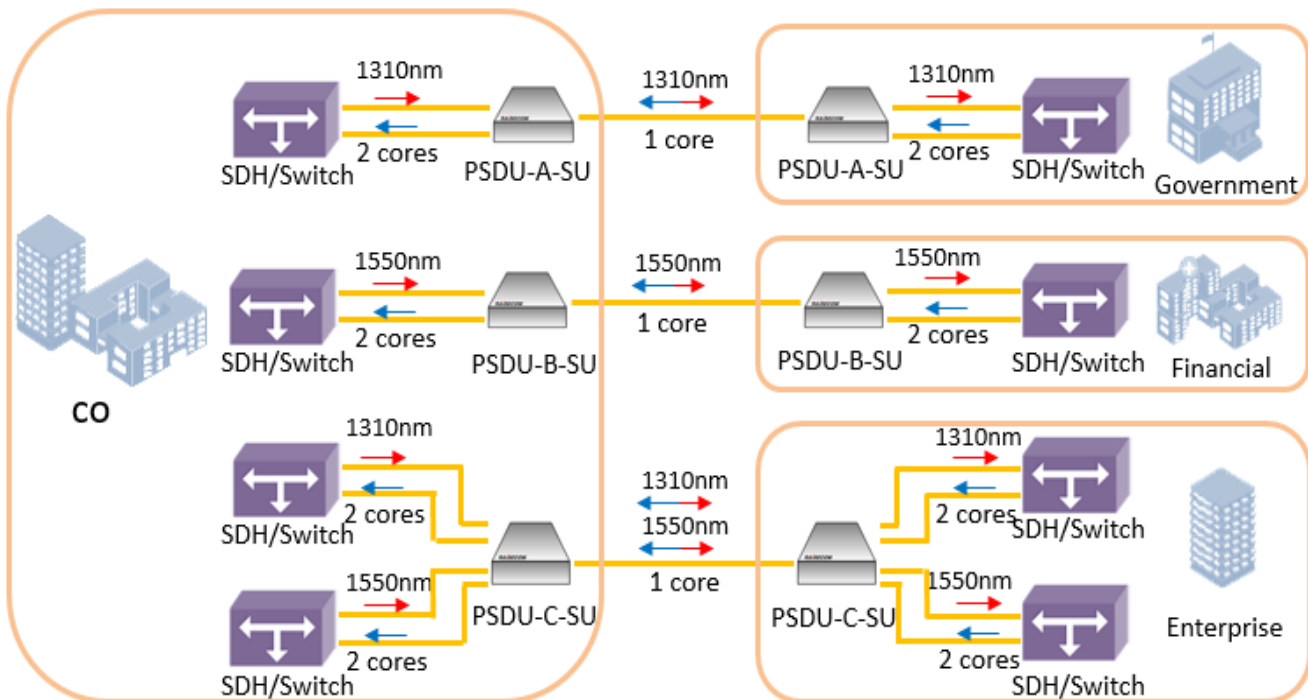 1310nm
2 cores
SDH/Switch
PSDU-A-SU
1310nm
1 core
PSDU-A-SU
1310nm
2 cores
SDH/Switch
Government
1550nm
2 cores
SDH/Switch
PSDU-B-SU
1550nm
1 core
PSDU-B-SU
1550nm
2 cores
SDH/Switch
Financial
CO
1310nm
2 cores
SDH/Switch
1550nm
2 cores
SDH/Switch
PSDU-C-SU
1310nm
1550nm
1 core
PSDU-C-SU
1310nm
2 cores
SDH/Switch
1550nm
2 cores
SDH/Switch
Enterprise